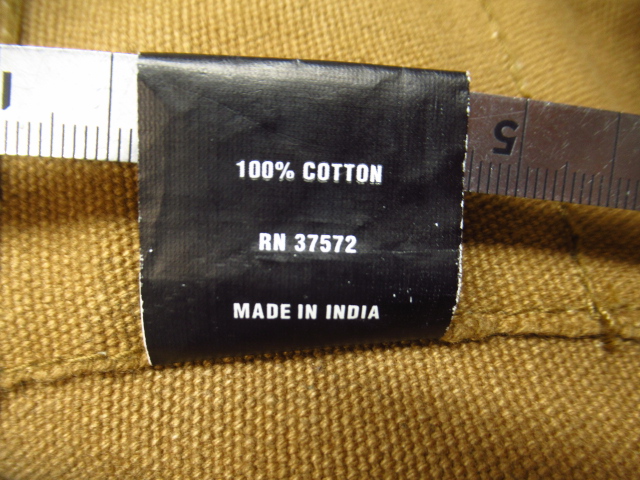 100% COTTON
RN 37572
MADE IN INDIA
5